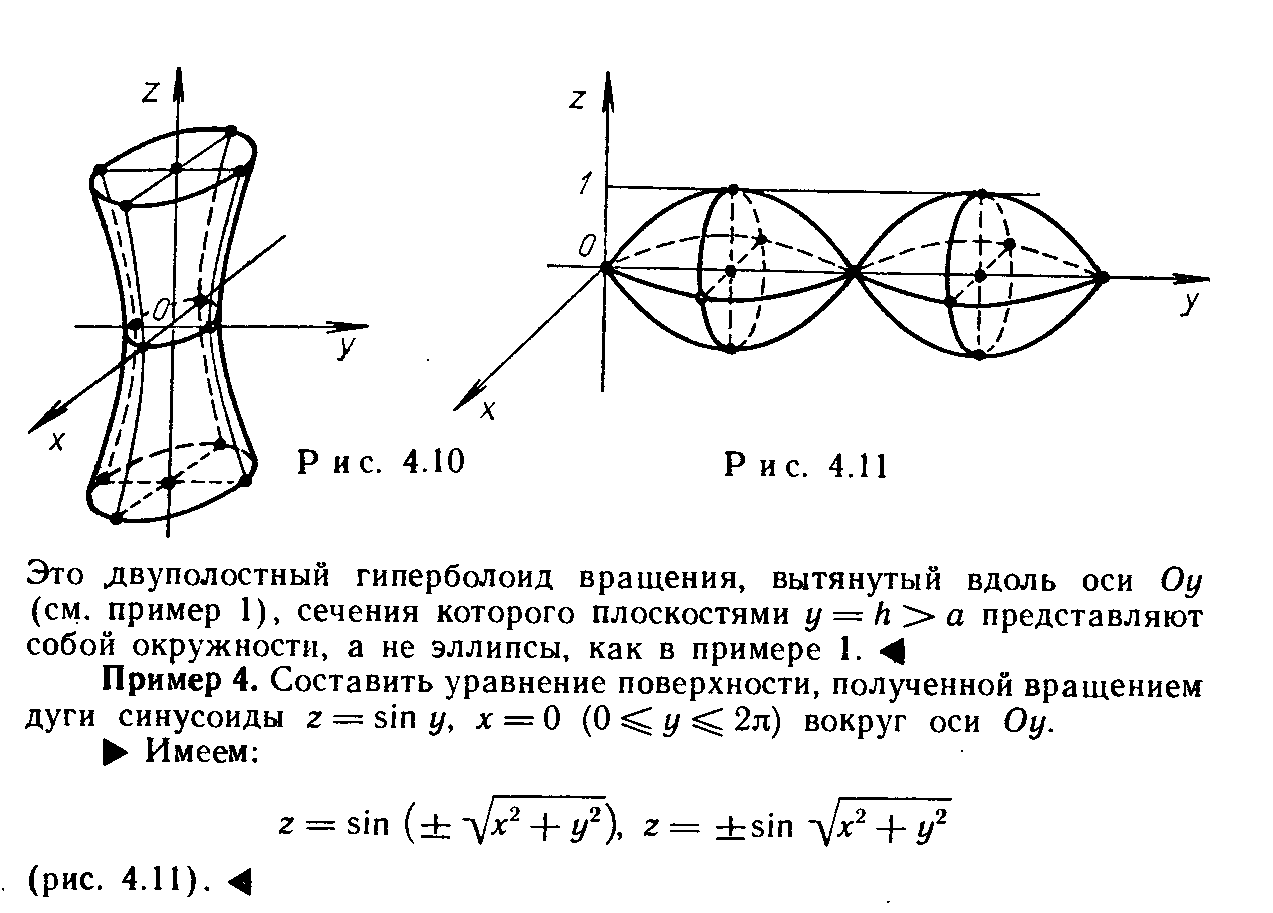 z
y
x
O
Рис. 4.10
z
1
O
y
x
Рис. 4.11
Это двуполостный гиперболоид вращения, вытянутый вдоль оси Oy
(см. пример 1), сечения которого плоскостями y = h > a представляют
собой окружности, а не эллипсы, как в примере 1. ◀
Пример 4. Составить уравнение поверхности, полученной вращением
дуги синусоиды z = sin y, x = 0 (0 ⩽ y ⩽ 2π) вокруг оси Oy.
▶ Имеем:
z = sin (± √(x² + y²)), z = ±sin √(x² + y²)
(рис. 4.11). ◀